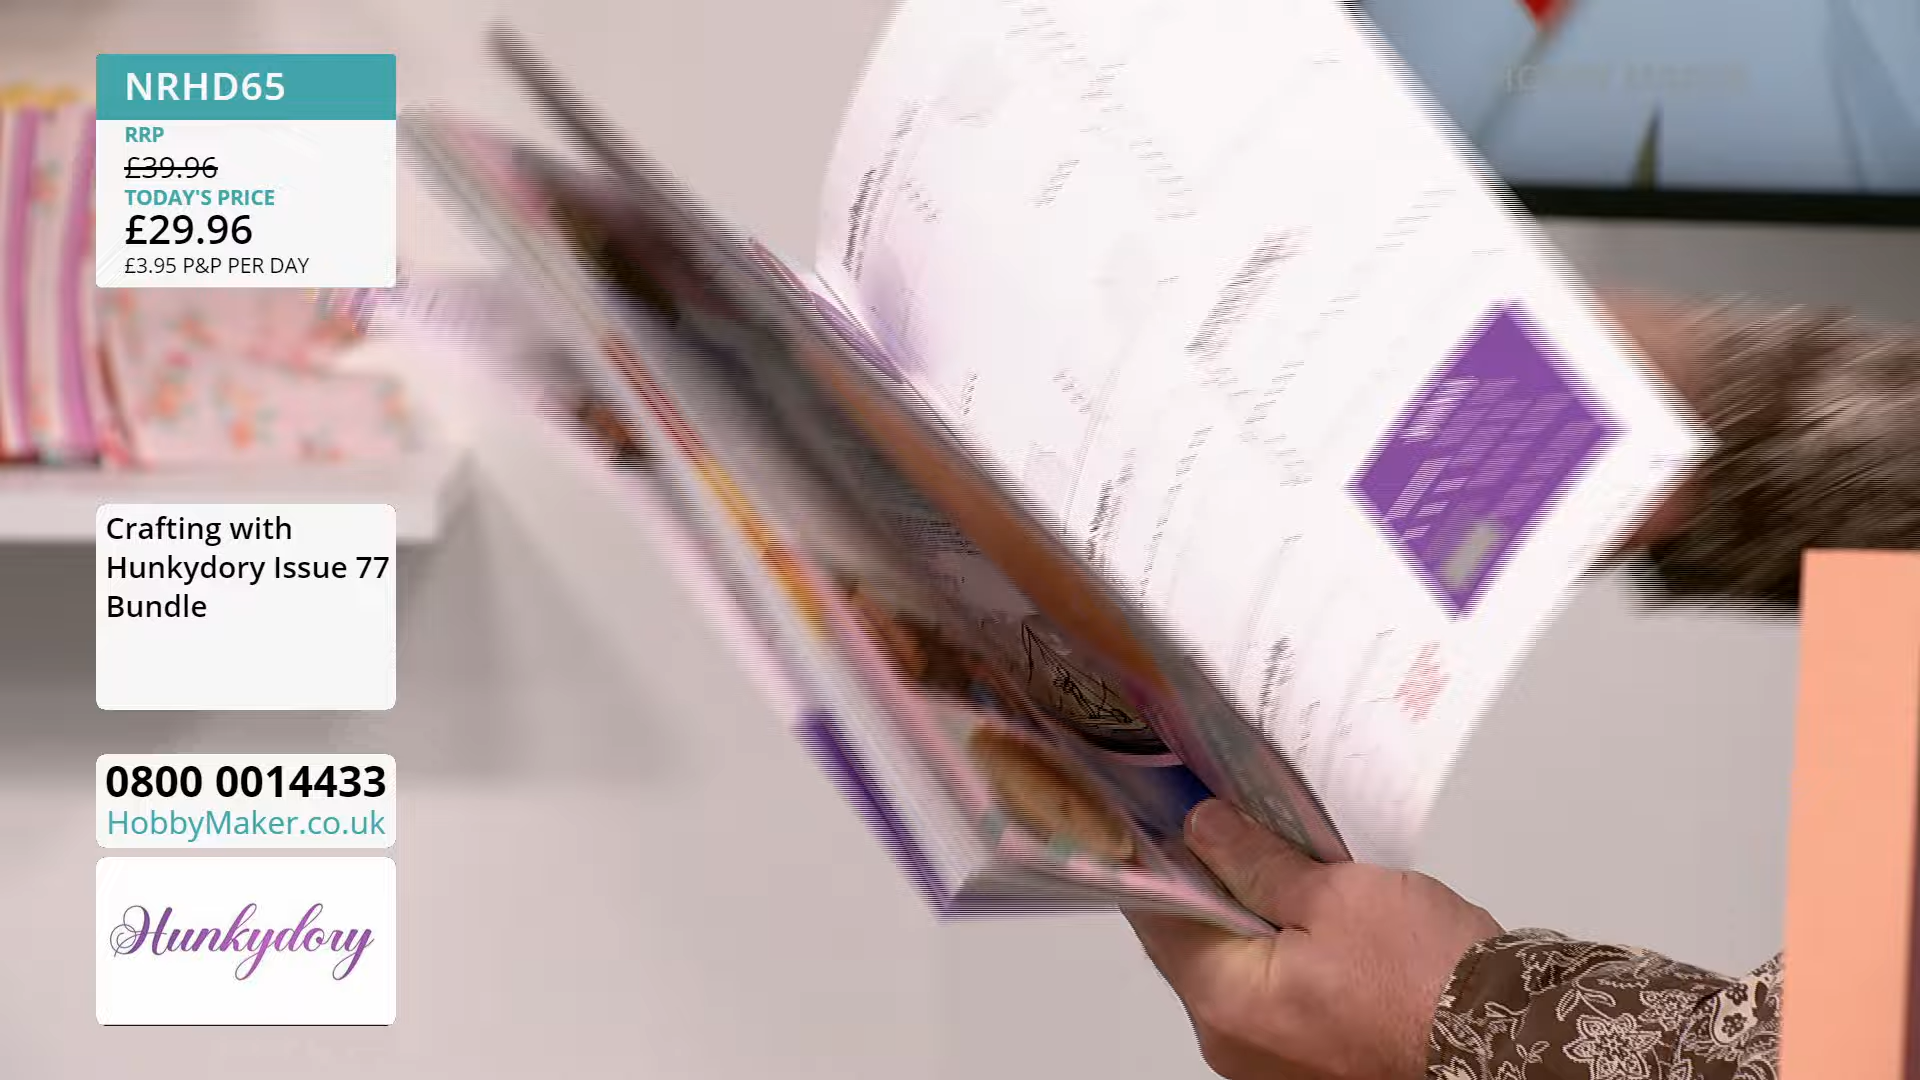 NRHD65
RRP
£39.96
TODAY'S PRICE
£29.96
£3.95 P&P PER DAY
Crafting with
Hunkydory Issue 77
Bundle
0800 0014433
HobbyMaker.co.uk
Hunkydory